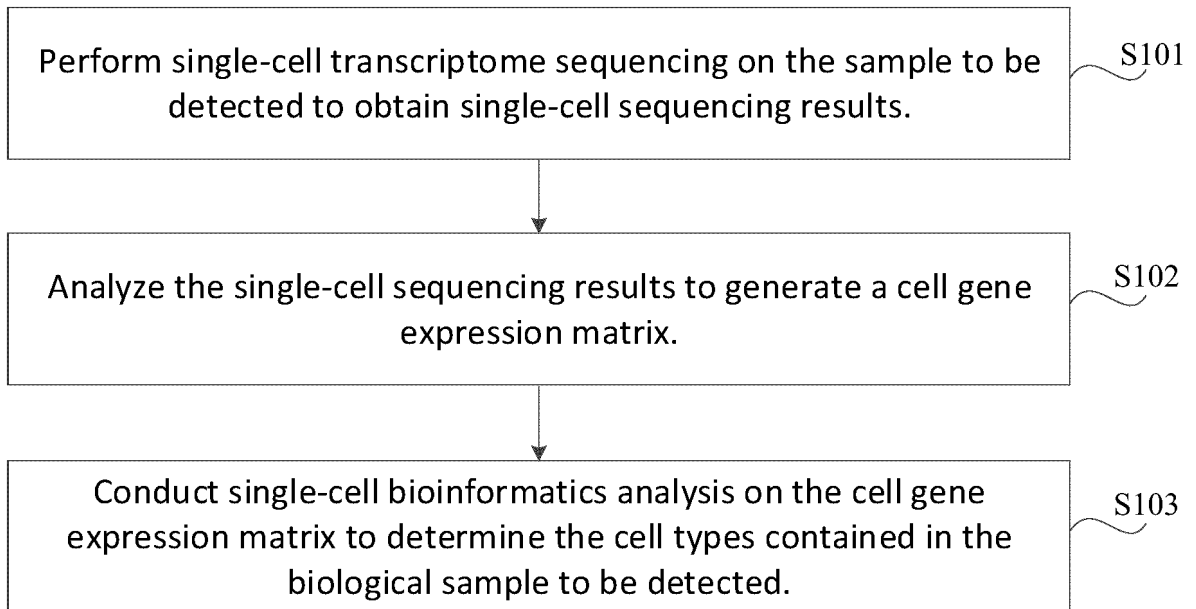 Perform single-cell transcriptome sequencing on the sample to be
detected to obtain single-cell sequencing results.
S101
Analyze the single-cell sequencing results to generate a cell gene
expression matrix.
S102
Conduct single-cell bioinformatics analysis on the cell gene
expression matrix to determine the cell types contained in the
biological sample to be detected.
S103